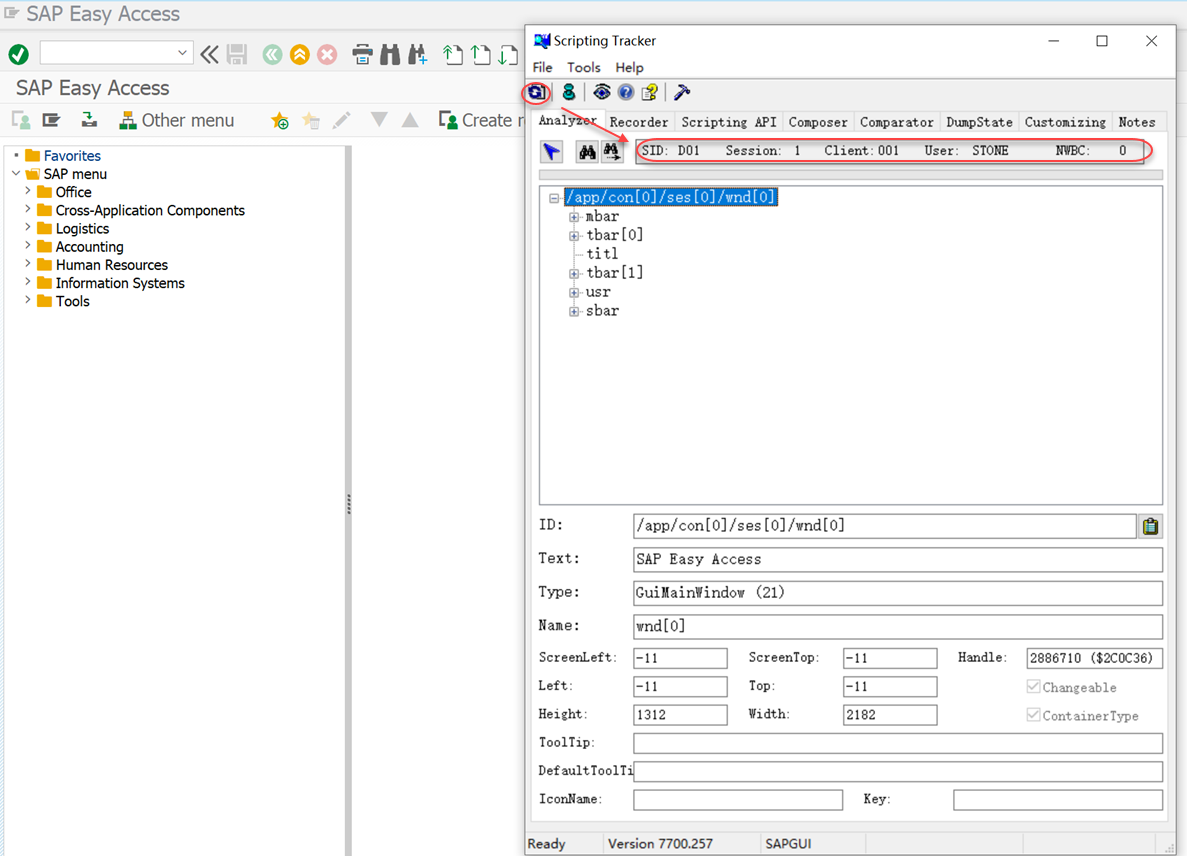 SAP Easy Access
SAP Easy Access
Other menu
Create r
Favorites
SAP menu
Office
Cross-Application Components
Logistics
Accounting
Human Resources
Information Systems
Tools
Scripting Tracker
File Tools Help
Analyzer Recorder Scripting API Composer Comparator DumpState Customizing Notes
SID: D01 Session: 1 Client:001 User: STONE NWBC: 0
/app/con[0]/ses[0]/wnd[0]
mbar
tbar[0]
titl
tbar[1]
usr
sbar
ID: /app/con[0]/ses[0]/wnd[0]
Text: SAP Easy Access
Type: GuiMainWindow (21)
Name: wnd[0]
ScreenLeft: -11 ScreenTop: -11 Handle: 2886710 ($2C0C36)
Left: -11 Top: -11 Changeable
Height: 1312 Width: 2182 ContainerType
ToolTip:
DefaultToolTi
IconName: Key:
Ready Version 7700.257 SAPGUI